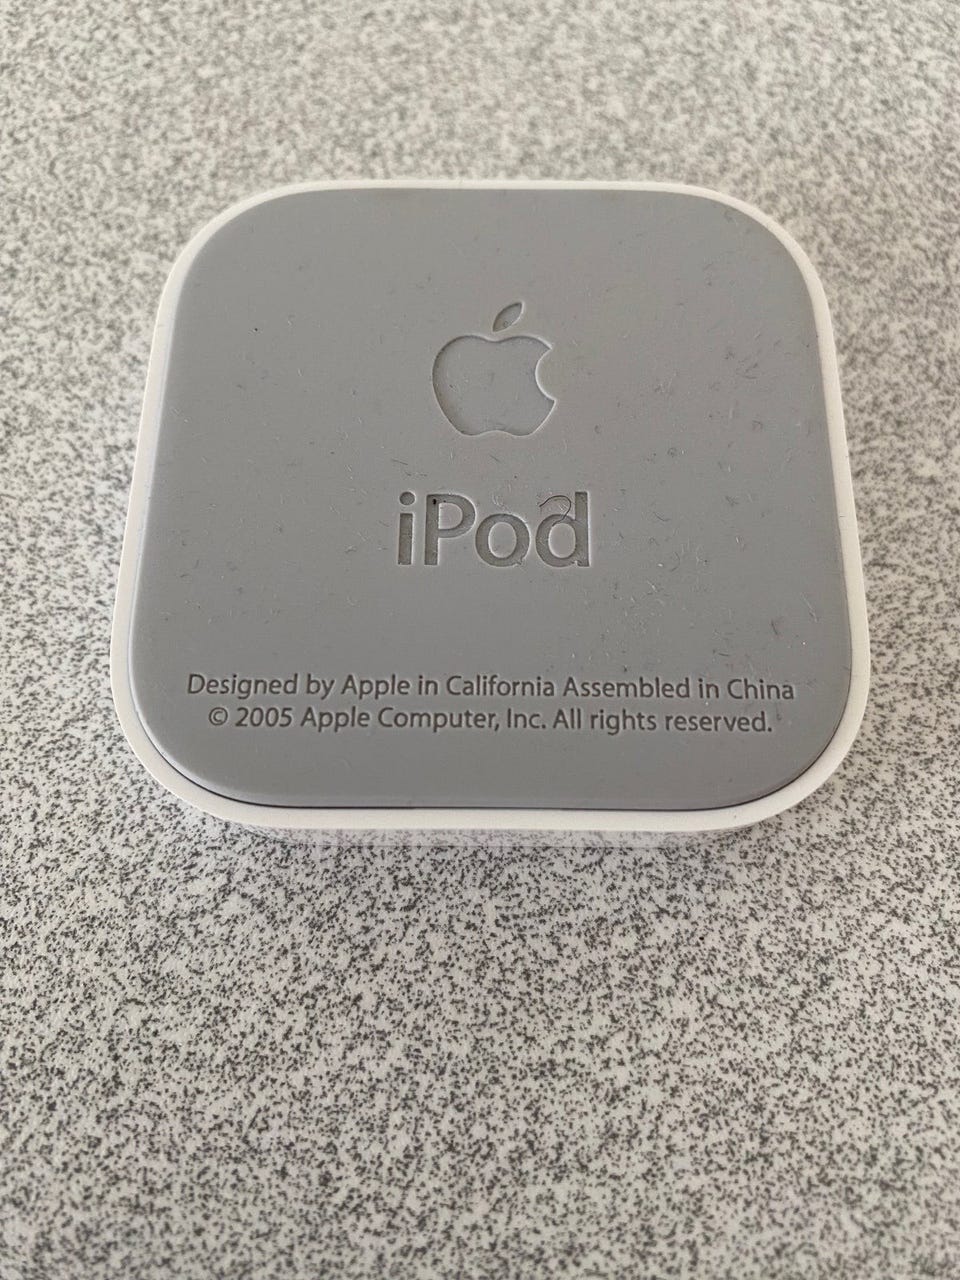 iPod
Designed by Apple in California Assembled in China
© 2005 Apple Computer, Inc. All rights reserved.